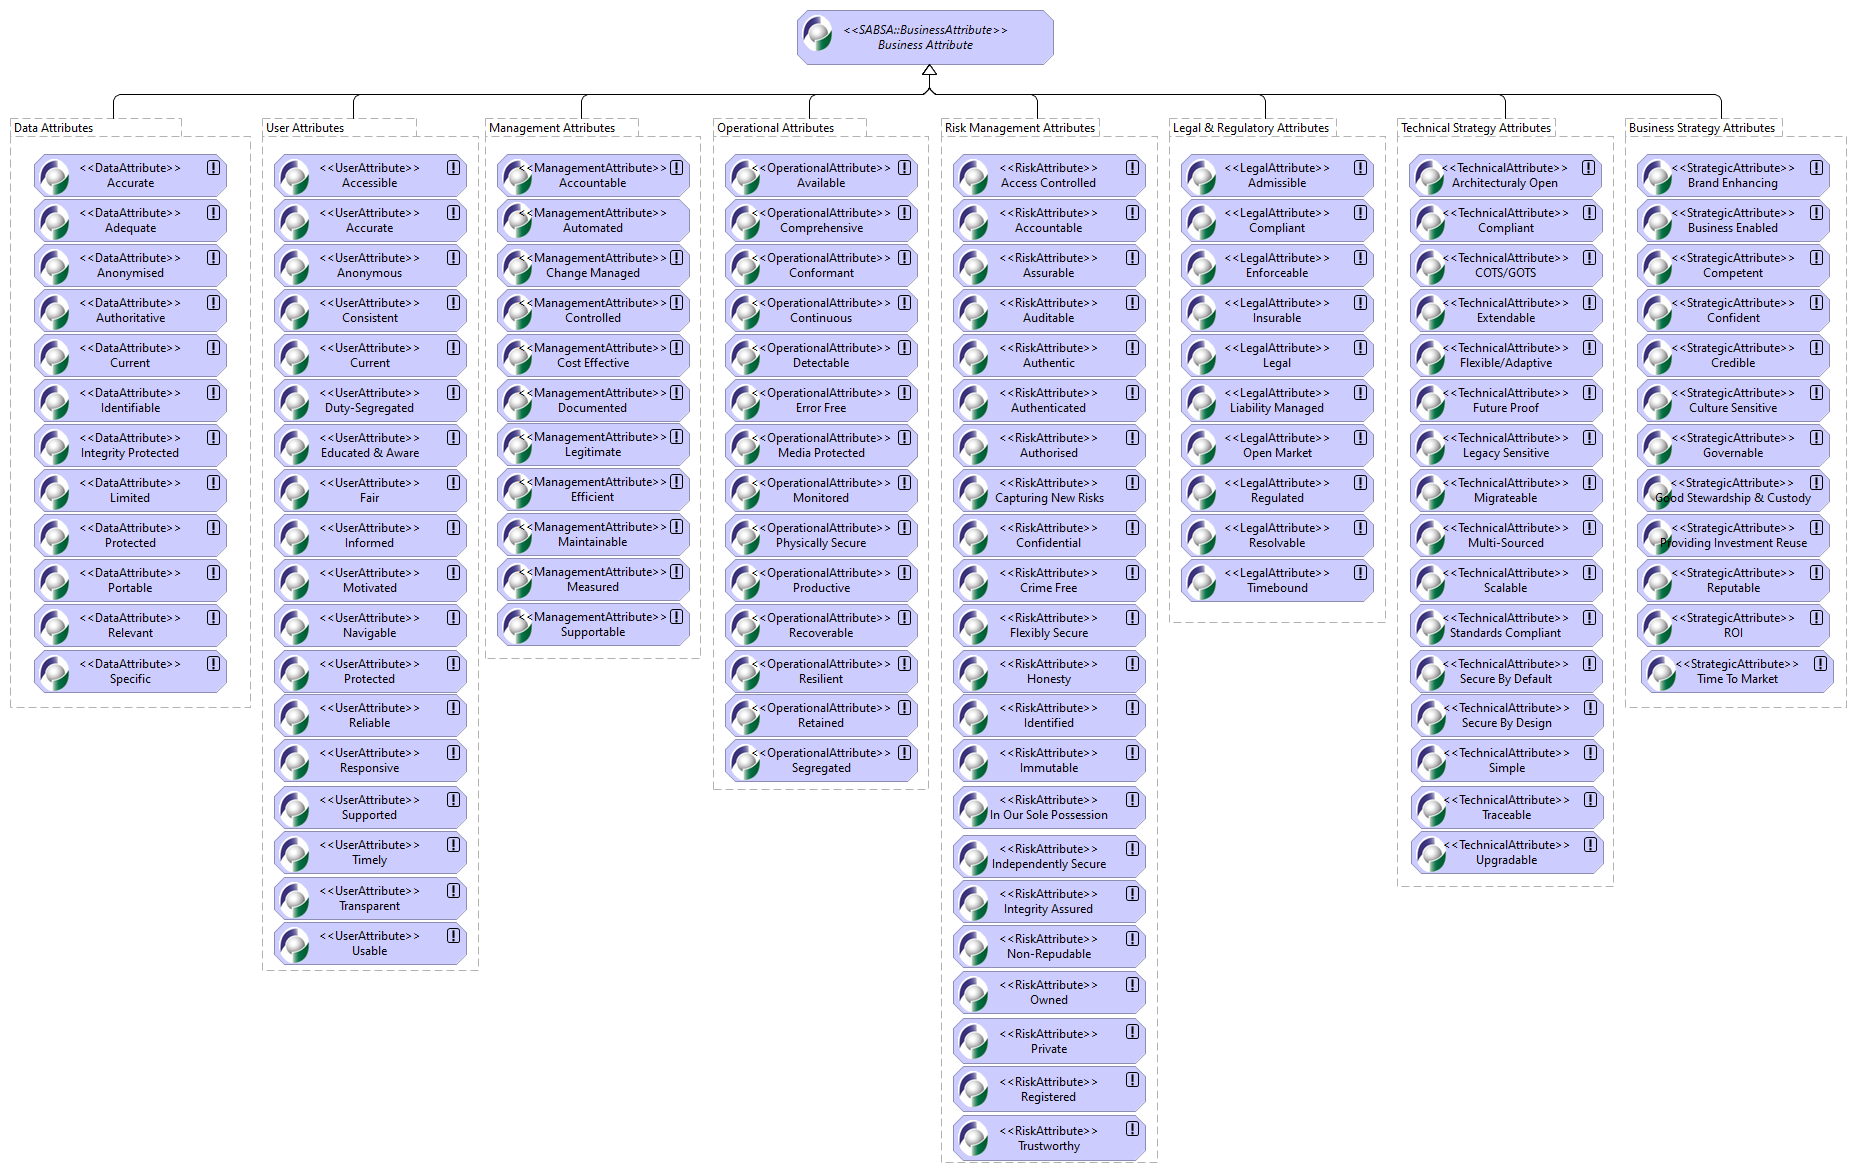 <<SABSA::BusinessAttribute>>
Business Attribute
Data Attributes
<<DataAttribute>>
Accurate
<<DataAttribute>>
Adequate
<<DataAttribute>>
Anonymised
<<DataAttribute>>
Authoritative
<<DataAttribute>>
Current
<<DataAttribute>>
Identifiable
<<DataAttribute>>
Integrity Protected
<<DataAttribute>>
Limited
<<DataAttribute>>
Protected
<<DataAttribute>>
Portable
<<DataAttribute>>
Relevant
<<DataAttribute>>
Specific
User Attributes
<<UserAttribute>>
Accessible
<<UserAttribute>>
Accurate
<<UserAttribute>>
Anonymous
<<UserAttribute>>
Consistent
<<UserAttribute>>
Current
<<UserAttribute>>
Duty-Segregated
<<UserAttribute>>
Educated & Aware
<<UserAttribute>>
Fair
<<UserAttribute>>
Informed
<<UserAttribute>>
Motivated
<<UserAttribute>>
Navigable
<<UserAttribute>>
Protected
<<UserAttribute>>
Reliable
<<UserAttribute>>
Responsive
<<UserAttribute>>
Supported
<<UserAttribute>>
Timely
<<UserAttribute>>
Transparent
<<UserAttribute>>
Usable
Management Attributes
<<ManagementAttribute>>
Accountable
<<ManagementAttribute>>
Automated
<<ManagementAttribute>>
Change Managed
<<ManagementAttribute>>
Controlled
<<ManagementAttribute>>
Cost Effective
<<ManagementAttribute>>
Documented
<<ManagementAttribute>>
Legitimate
<<ManagementAttribute>>
Efficient
<<ManagementAttribute>>
Maintainable
<<ManagementAttribute>>
Measured
<<ManagementAttribute>>
Supportable
Operational Attributes
<<OperationalAttribute>>
Available
<<OperationalAttribute>>
Comprehensive
<<OperationalAttribute>>
Conformant
<<OperationalAttribute>>
Continuous
<<OperationalAttribute>>
Detectable
<<OperationalAttribute>>
Error Free
<<OperationalAttribute>>
Media Protected
<<OperationalAttribute>>
Monitored
<<OperationalAttribute>>
Physically Secure
<<OperationalAttribute>>
Productive
<<OperationalAttribute>>
Recoverable
<<OperationalAttribute>>
Resilient
<<OperationalAttribute>>
Retained
<<OperationalAttribute>>
Segregated
Risk Management Attributes
<<RiskAttribute>>
Access Controlled
<<RiskAttribute>>
Accountable
<<RiskAttribute>>
Assurable
<<RiskAttribute>>
Auditable
<<RiskAttribute>>
Authentic
<<RiskAttribute>>
Authenticated
<<RiskAttribute>>
Authorised
<<RiskAttribute>>
Capturing New Risks
<<RiskAttribute>>
Confidential
<<RiskAttribute>>
Crime Free
<<RiskAttribute>>
Flexibly Secure
<<RiskAttribute>>
Honesty
<<RiskAttribute>>
Identified
<<RiskAttribute>>
Immutable
<<RiskAttribute>>
In Our Sole Possession
<<RiskAttribute>>
Independently Secure
<<RiskAttribute>>
Integrity Assured
<<RiskAttribute>>
Non-Repudable
<<RiskAttribute>>
Owned
<<RiskAttribute>>
Private
<<RiskAttribute>>
Registered
<<RiskAttribute>>
Trustworthy
Legal & Regulatory Attributes
<<LegalAttribute>>
Admissible
<<LegalAttribute>>
Compliant
<<LegalAttribute>>
Enforceable
<<LegalAttribute>>
Insurable
<<LegalAttribute>>
Legal
<<LegalAttribute>>
Liability Managed
<<LegalAttribute>>
Open Market
<<LegalAttribute>>
Regulated
<<LegalAttribute>>
Resolvable
<<LegalAttribute>>
Timebound
Technical Strategy Attributes
<<TechnicalAttribute>>
Architecturaly Open
<<TechnicalAttribute>>
Compliant
<<TechnicalAttribute>>
COTS/GOTS
<<TechnicalAttribute>>
Extendable
<<TechnicalAttribute>>
Flexible/Adaptive
<<TechnicalAttribute>>
Future Proof
<<TechnicalAttribute>>
Legacy Sensitive
<<TechnicalAttribute>>
Migrateable
<<TechnicalAttribute>>
Multi-Sourced
<<TechnicalAttribute>>
Scalable
<<TechnicalAttribute>>
Standards Compliant
<<TechnicalAttribute>>
Secure By Default
<<TechnicalAttribute>>
Secure By Design
<<TechnicalAttribute>>
Simple
<<TechnicalAttribute>>
Traceable
<<TechnicalAttribute>>
Upgradable
Business Strategy Attributes
<<StrategicAttribute>>
Brand Enhancing
<<StrategicAttribute>>
Business Enabled
<<StrategicAttribute>>
Competent
<<StrategicAttribute>>
Confident
<<StrategicAttribute>>
Credible
<<StrategicAttribute>>
Culture Sensitive
<<StrategicAttribute>>
Governable
<<StrategicAttribute>>
Good Stewardship & Custody
<<StrategicAttribute>>
Providing Investment Reuse
<<StrategicAttribute>>
Reputable
<<StrategicAttribute>>
ROI
<<StrategicAttribute>>
Time To Market